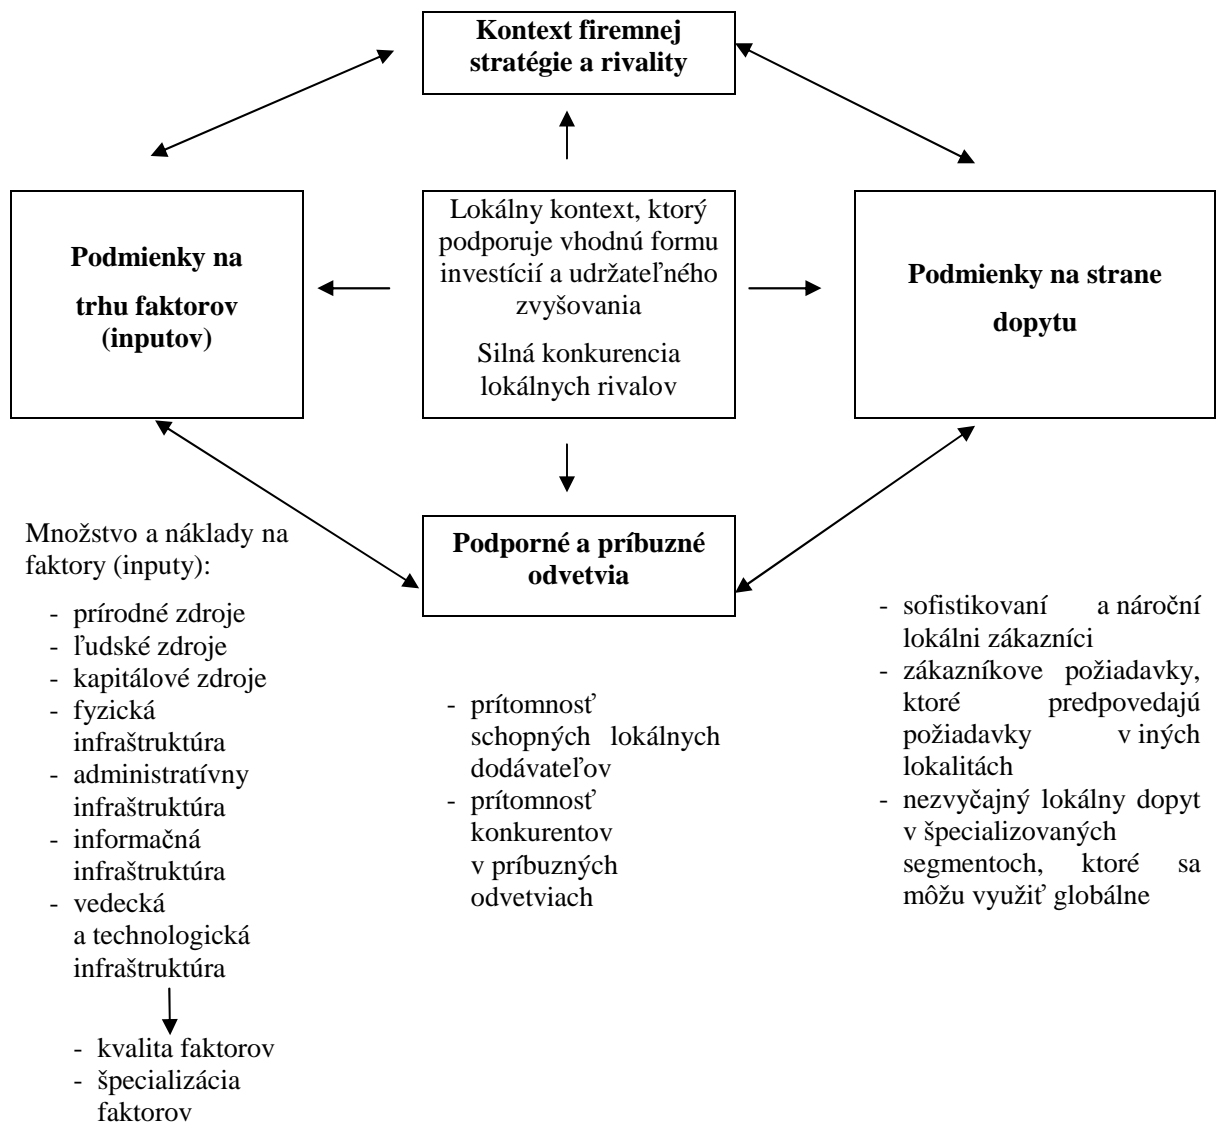 Kontext firemnej
stratégie a rivality
Podmienky na
trhu faktorov
(inputov)
Lokálny kontext, ktorý
podporuje vhodnú formu
investícií a udržateľného
zvyšovania
Silná konkurencia
lokálnych rivalov
Podmienky na strane
dopytu
Podporné a príbuzné
odvetvia
Množstvo a náklady na
faktory (inputy):
- prírodné zdroje
- ľudské zdroje
- kapitálové zdroje
- fyzická
infraštruktúra
- administratívny
infraštruktúra
- informačná
infraštruktúra
- vedecká
a technologická
infraštruktúra
- kvalita faktorov
- špecializácia
faktorov
- prítomnosť
schopných lokálnych
dodávateľov
- prítomnosť
konkurentov
v príbuzných
odvetviach
- sofistikovaní a nároční
lokálni zákazníci
- zákazníkove požiadavky,
ktoré predpovedajú
požiadavky v iných
lokalitách
- nezvyčajný lokálny dopyt
v špecializovaných
segmentoch, ktoré sa
môžu využiť globálne